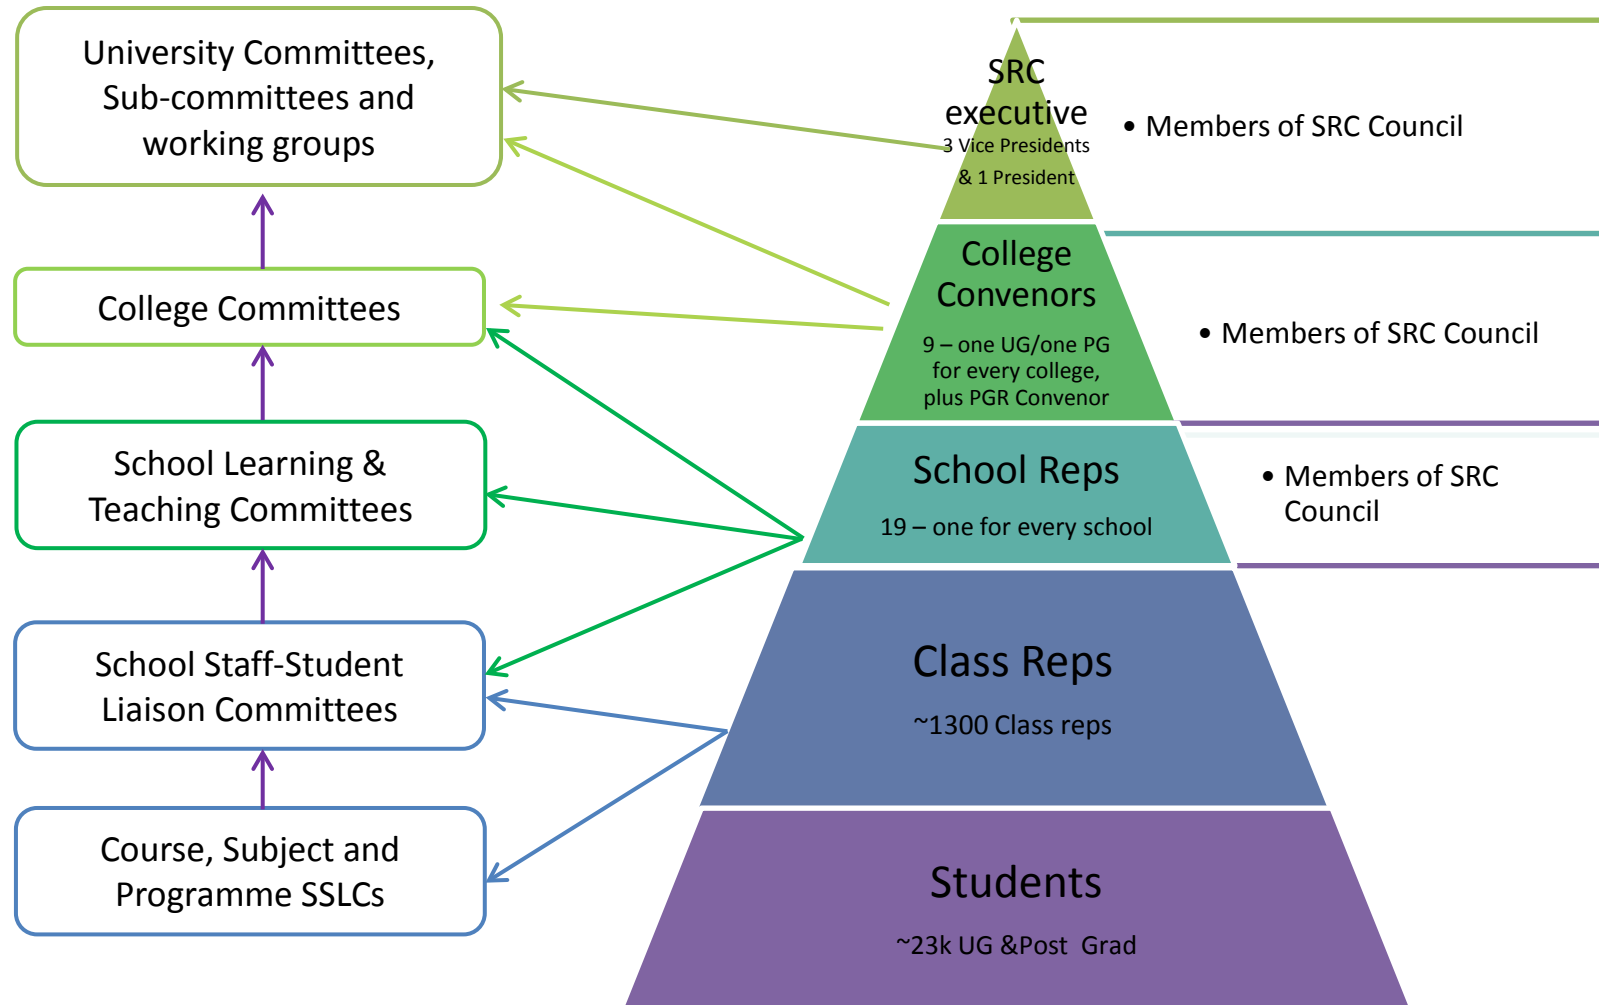 University Committees,
Sub-committees and
working groups
College Committees
School Learning &
Teaching Committees
School Staff-Student
Liaison Committees
Course, Subject and
Programme SSLCs
SRC
executive
3 Vice Presidents
& 1 President
• Members of SRC Council
College
Convenors
9 – one UG/one PG
for every college,
plus PGR Convenor
• Members of SRC Council
School Reps
19 – one for every school
• Members of SRC
Council
Class Reps
~1300 Class reps
Students
~23k UG &Post Grad